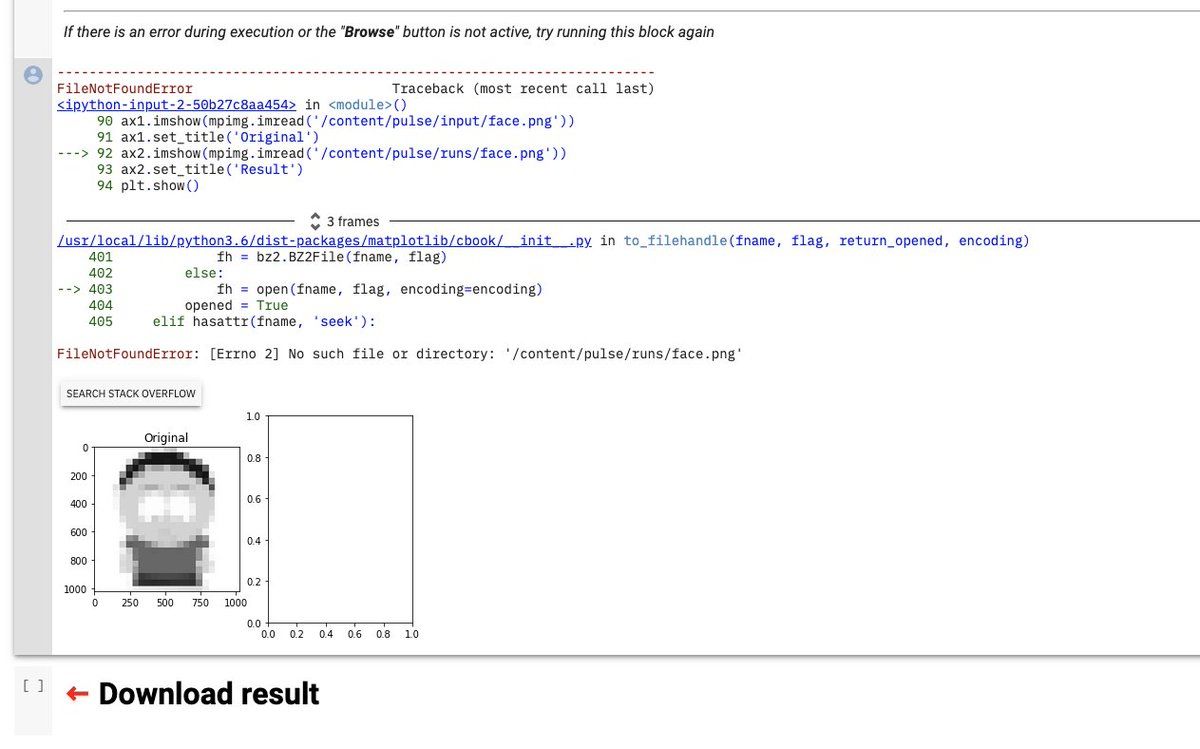 If there is an error during execution or the "Browse" button is not active, try running this block again
---------------------------------------------------------------------------
FileNotFoundError                         Traceback (most recent call last)
<ipython-input-2-50b27c8aa454> in <module>()
     90 ax1.imshow(mpimg.imread('/content/pulse/input/face.png'))
     91 ax1.set_title('Original')
---> 92 ax2.imshow(mpimg.imread('/content/pulse/runs/face.png'))
     93 ax2.set_title('Result')
     94 plt.show()
3 frames
/usr/local/lib/python3.6/dist-packages/matplotlib/cbook/__init__.py in to_filehandle(fname, flag, return_opened, encoding)
    401             fh = bz2.BZ2File(fname, flag)
    402         else:
--> 403             fh = open(fname, flag, encoding=encoding)
    404         opened = True
    405     elif hasattr(fname, 'seek'):
FileNotFoundError: [Errno 2] No such file or directory: '/content/pulse/runs/face.png'
SEARCH STACK OVERFLOW
Original
0
200
400
600
800
1000
0 250 500 750 1000
1.0
0.8
0.6
0.4
0.2
0.0
0.0 0.2 0.4 0.6 0.8 1.0
[ ] ← Download result